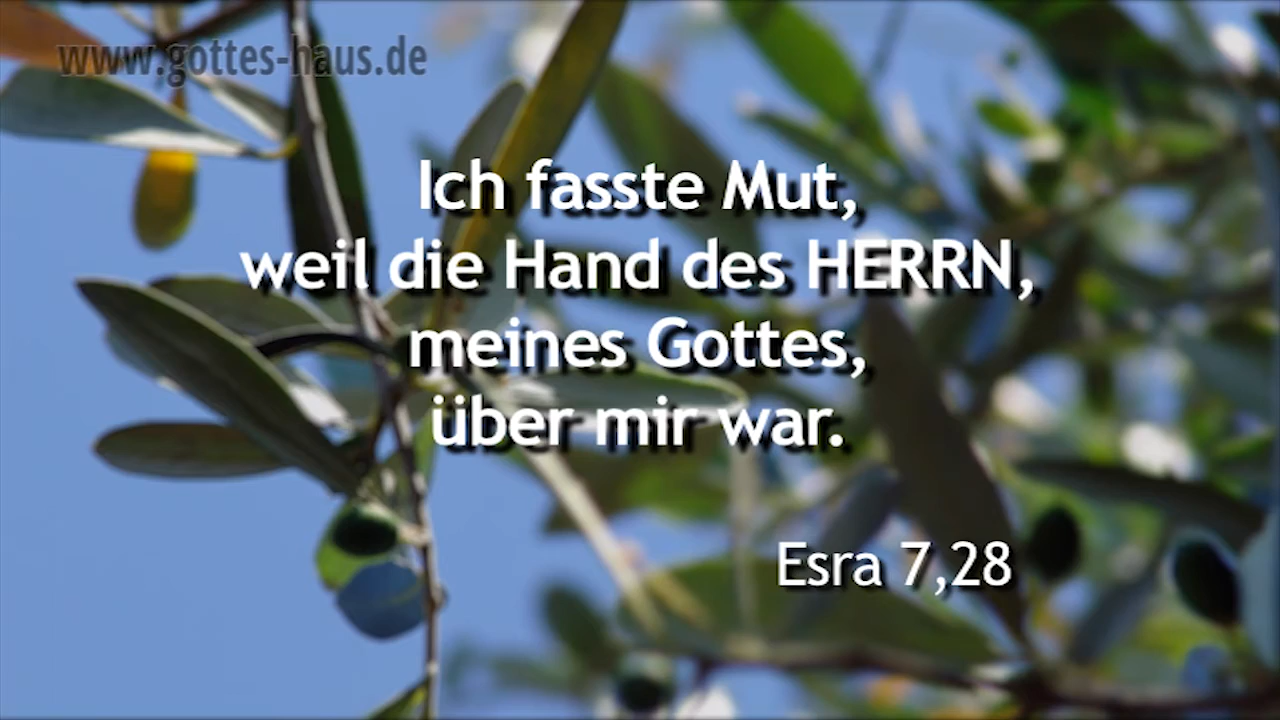 www.gottes-haus.de
Ich fasste Mut,
weil die Hand des HERRN,
meines Gottes,
über mir war.
Esra 7,28